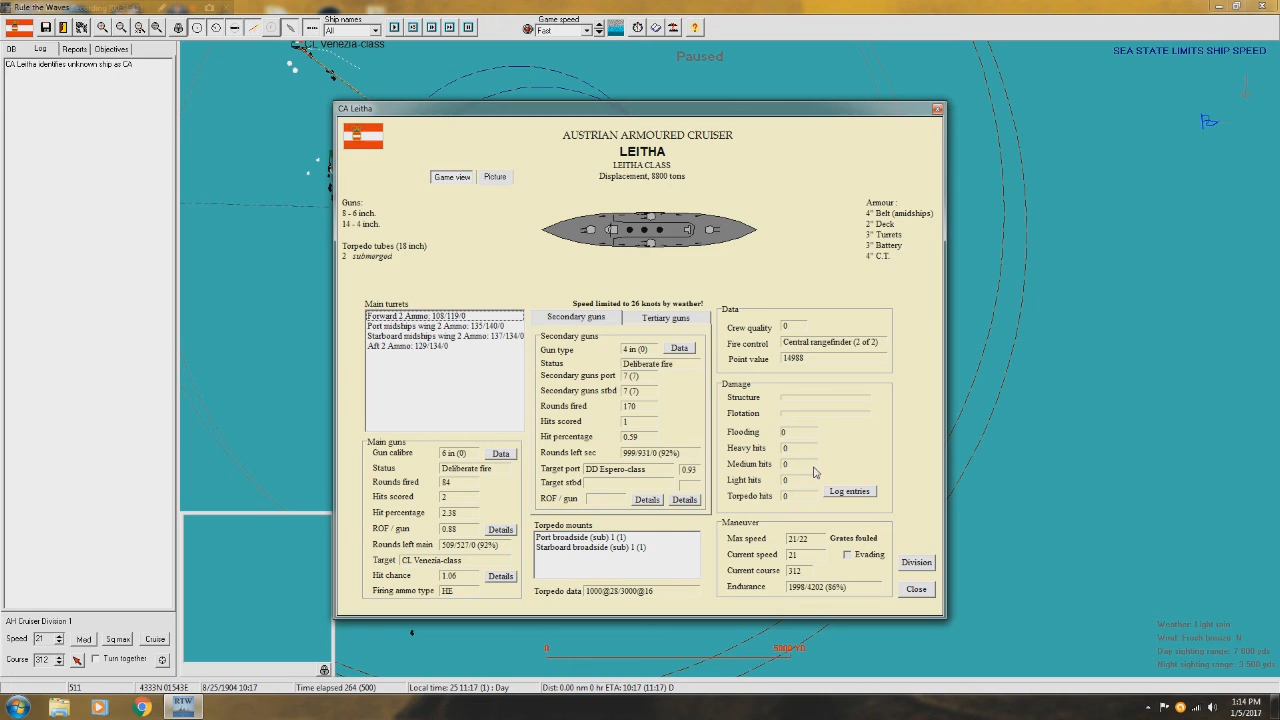 Rule the Waves
Ship names
Game speed
All
Fast
DB
Log
Reports
Objectives
CA Leitha identifies unknown ship as CA
CL Venezia-class
Paused
SEA STATE LIMITS SHIP SPEED
CA Leitha
AUSTRIAN ARMOURED CRUISER
LEITHA
LEITHA CLASS
Displacement, 8800 tons
Game view
Picture
Guns:
8 - 6 inch.
14 - 4 inch.
Torpedo tubes (18 inch)
2 submerged
Armour :
4" Belt (amidships)
2" Deck
3" Turrets
3" Battery
4" C.T.
Main turrets
Forward 2 Ammo: 108/119/0
Port midships wing 2 Ammo: 135/140/0
Starboard midships wing 2 Ammo: 137/134/0
Aft 2 Ammo: 129/134/0
Main guns
Gun calibre 6 in (0) Data
Status Deliberate fire
Rounds fired 84
Hits scored 2
Hit percentage 2.38
ROF / gun 0.88 Details
Rounds left main 509/527/0 (92%)
Target CL Venezia-class
Hit chance 1.06 Details
Firing ammo type HE
Speed limited to 26 knots by weather!
Secondary guns
Tertiary guns
Secondary guns
Gun type 4 in (0) Data
Status Deliberate fire
Secondary guns port 7 (7)
Secondary guns stbd 7 (7)
Rounds fired 170
Hits scored 1
Hit percentage 0.59
Rounds left sec 999/931/0 (92%)
Target port DD Espero-class 0.93
Target stbd
ROF / gun Details Details
Torpedo mounts
Port broadside (sub) 1 (1)
Starboard broadside (sub) 1 (1)
Torpedo data 1000@28/3000@16
Data
Crew quality 0
Fire control Central rangefinder (2 of 2)
Point value 14988
Damage
Structure
Flotation
Flooding 0
Heavy hits 0
Medium hits 0
Light hits 0
Torpedo hits 0
Log entries
Maneuver
Max speed 21/22 Grates fouled
Current speed 21 Evading
Current course 312
Endurance 1998/4202 (86%)
Division
Close
AH Cruiser Division 1
Speed 21 Med Sq max Cruise
Course 312 Turn together
0
5000 YD
Weather: Light rain
Wind: Fresh breeze N
Day sighting range: 7 800 yds
Night sighting range: 3 500 yds
511
4333N 01543E
8/25/1904 10:17
Time elapsed 264 (500)
Local time: 25 11:17 (1) : Day
Dist: 0.00 nm 0 hr ETA: 10:17 (11:17) D
RTW
1:14 PM
1/5/2017